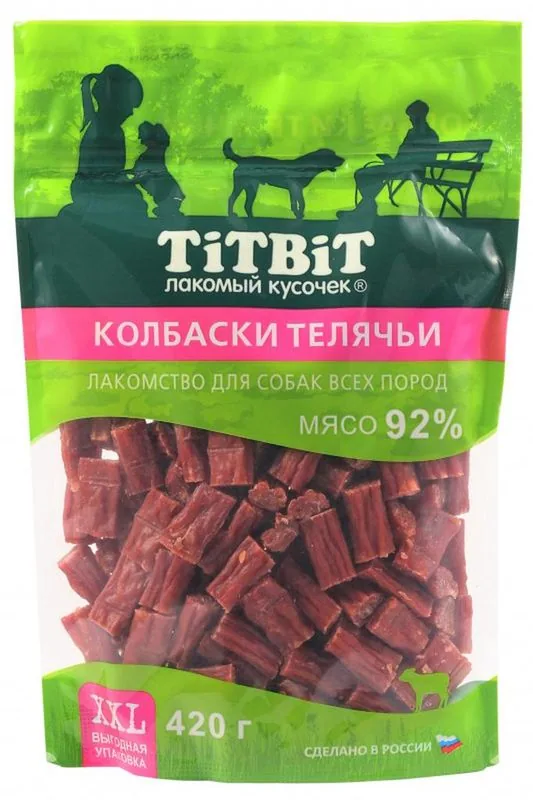 TiTBiT
лакомый кусочек®
КОЛБАСКИ ТЕЛЯЧЬИ
ЛАКОМСТВО ДЛЯ СОБАК ВСЕХ ПОРОД
МЯСО 92%
XXL
ВЫГОДНАЯ
УПАКОВКА
420 г
СДЕЛАНО В РОССИИ